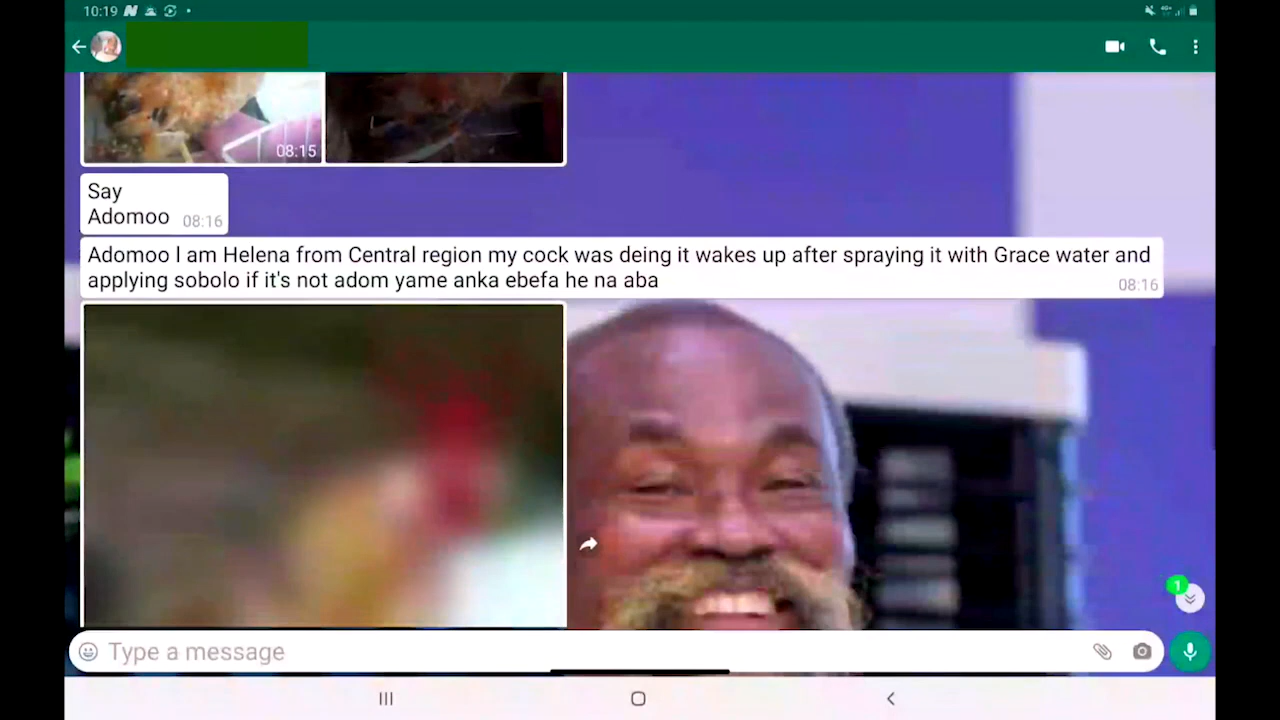 10:19
08:15
Say
Adomoo 08:16
Adomoo I am Helena from Central region my cock was deing it wakes up after spraying it with Grace water and
applying sobolo if it's not adom yame anka ebefa he na aba
08:16
1
Type a message